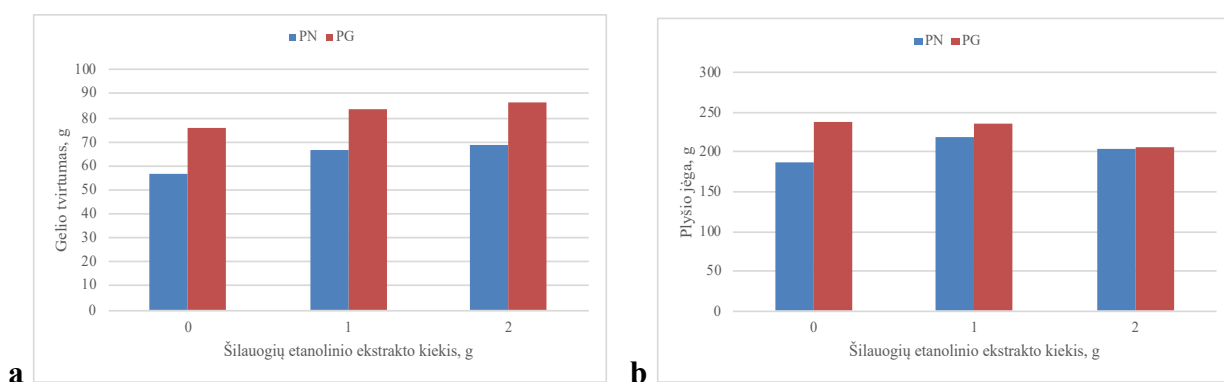 PN PG
100
90
80
70
60
50
40
30
20
10
0
Gelio tvirtumas, g
0 1 2
Šilauogių etanolinio ekstrakto kiekis, g
a
PN PG
300
250
200
150
100
50
0
Plyšio jėga, g
0 1 2
Šilauogių etanolinio ekstrakto kiekis, g
b